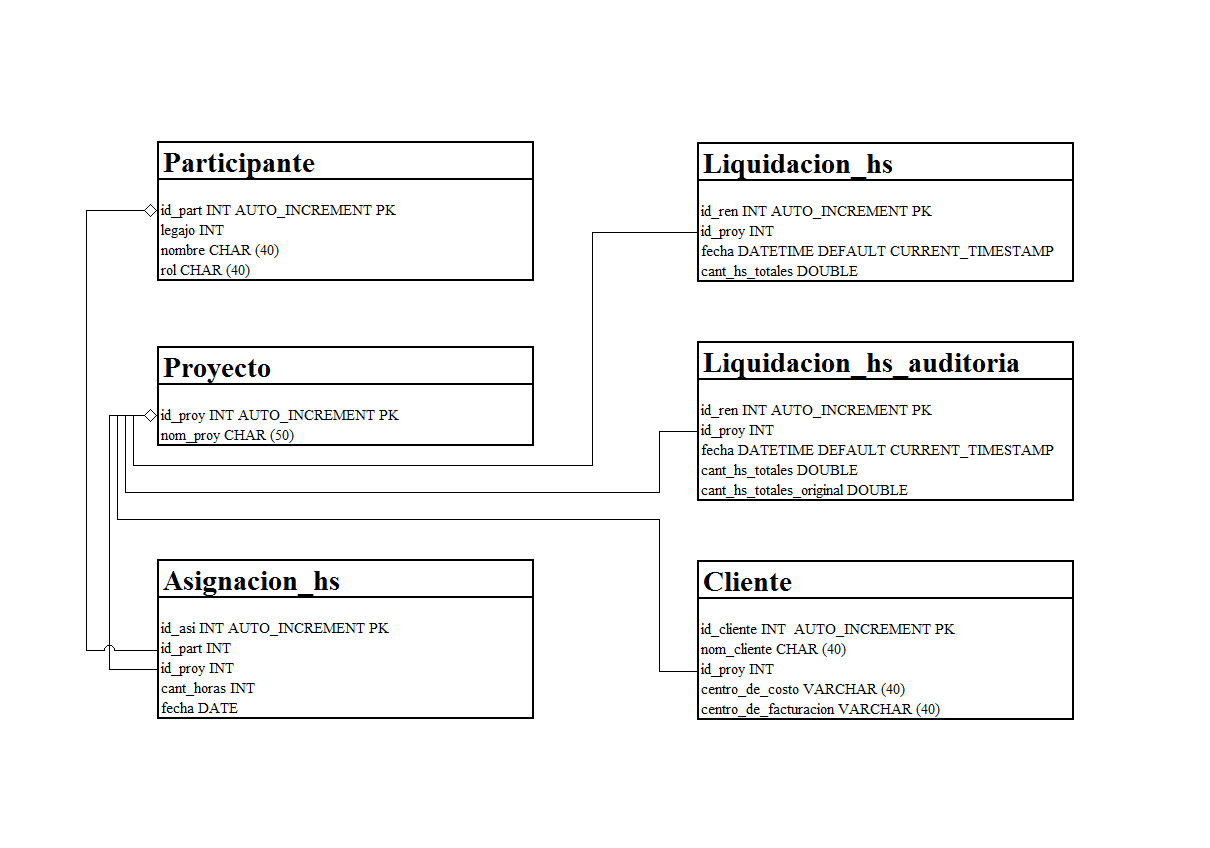 Participante
id_part INT AUTO_INCREMENT PK
legajo INT
nombre CHAR (40)
rol CHAR (40)
Proyecto
id_proy INT AUTO_INCREMENT PK
nom_proy CHAR (50)
Asignacion_hs
id_asi INT AUTO_INCREMENT PK
id_part INT
id_proy INT
cant_horas INT
fecha DATE
Liquidacion_hs
id_ren INT AUTO_INCREMENT PK
id_proy INT
fecha DATETIME DEFAULT CURRENT_TIMESTAMP
cant_hs_totales DOUBLE
Liquidacion_hs_auditoria
id_ren INT AUTO_INCREMENT PK
id_proy INT
fecha DATETIME DEFAULT CURRENT_TIMESTAMP
cant_hs_totales DOUBLE
cant_hs_totales_original DOUBLE
Cliente
id_cliente INT  AUTO_INCREMENT PK
nom_cliente CHAR (40)
id_proy INT
centro_de_costo VARCHAR (40)
centro_de_facturacion VARCHAR (40)